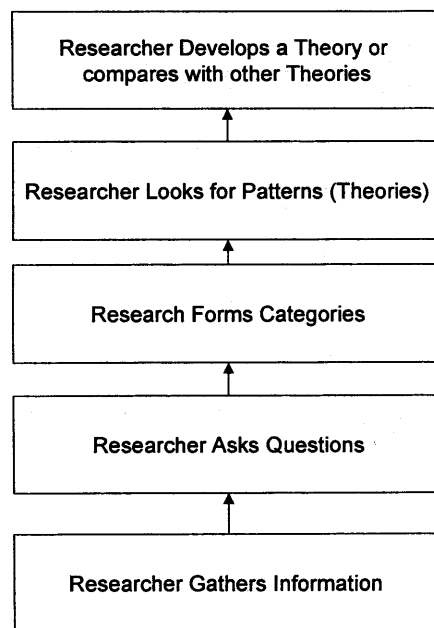 Researcher Develops a Theory or
compares with other Theories
Researcher Looks for Patterns (Theories)
Research Forms Categories
Researcher Asks Questions
Researcher Gathers Information